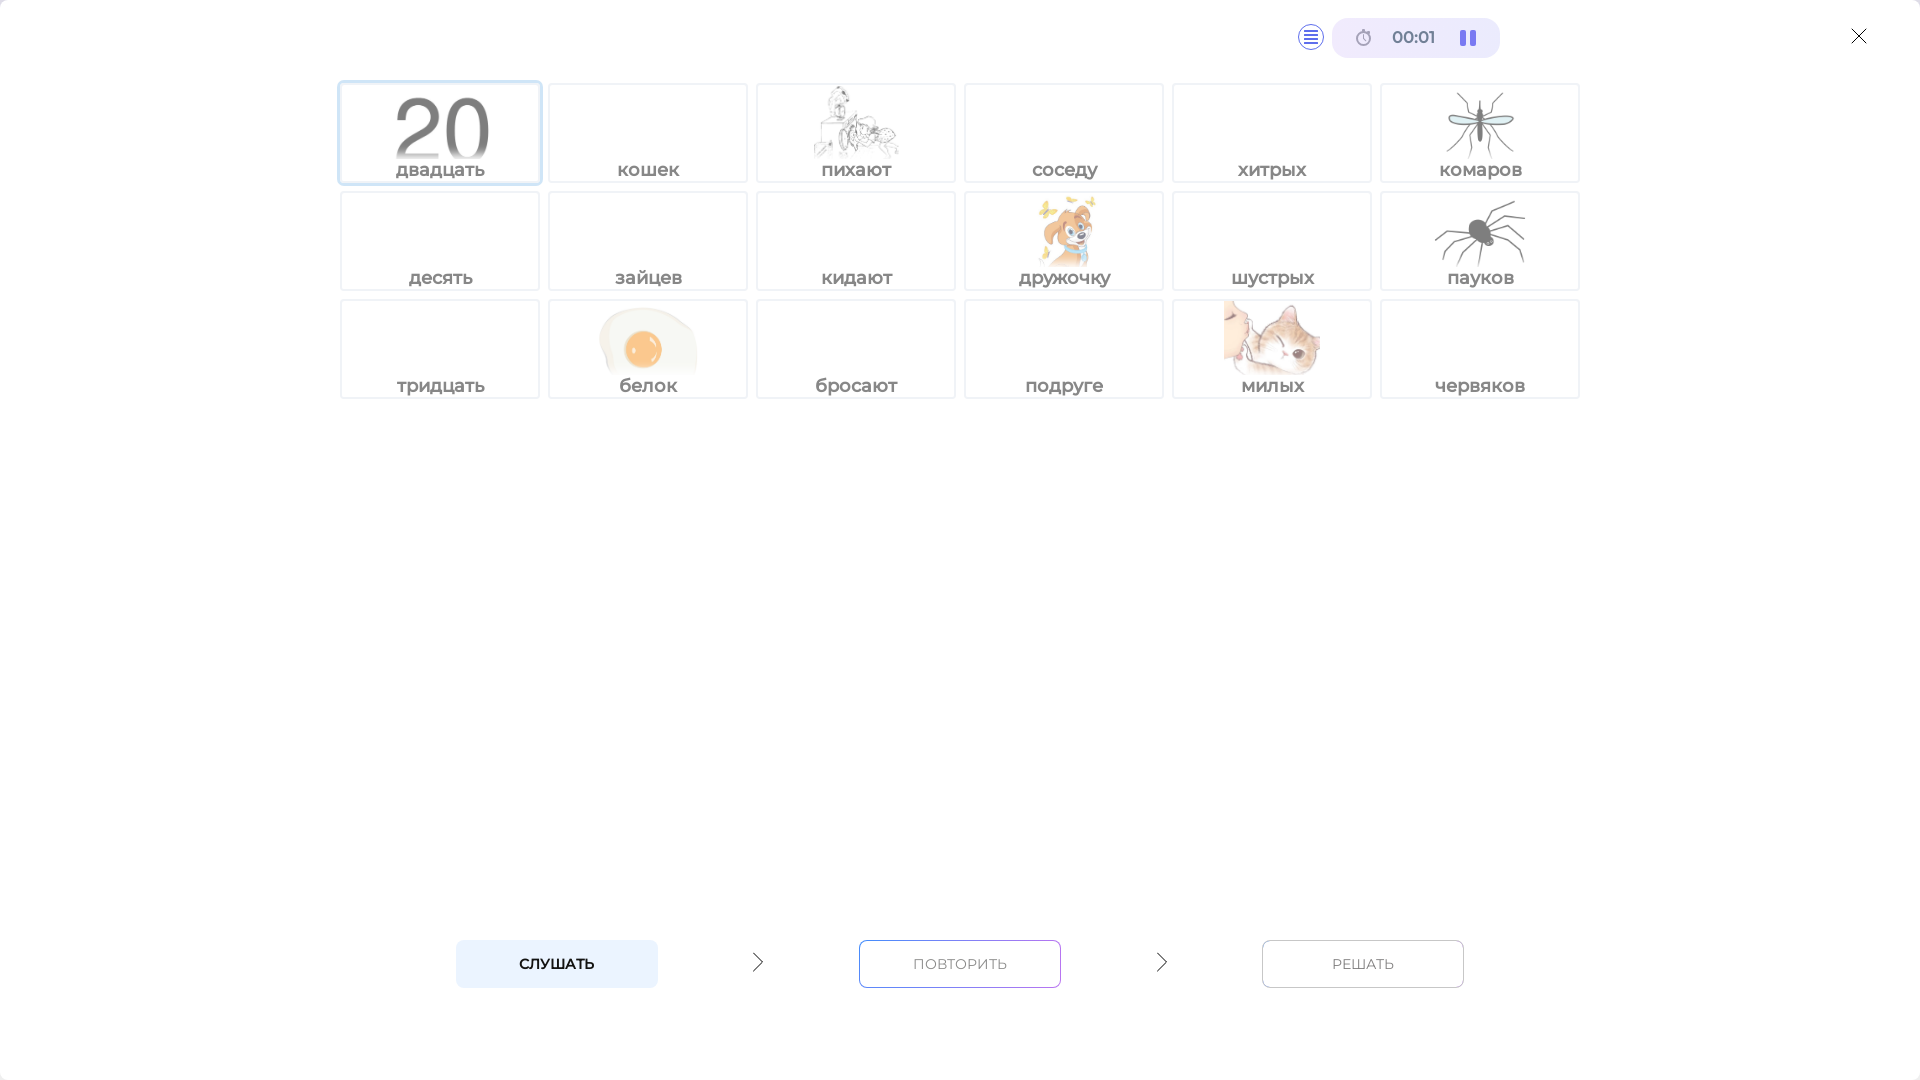 00:01
20
двадцать кошек пихают соседу хитрых комаров
десять зайцев кидают дружочку шустрых пауков
тридцать белок бросают подруге милых червяков
СЛУШАТЬ ПОВТОРИТЬ РЕШАТЬ